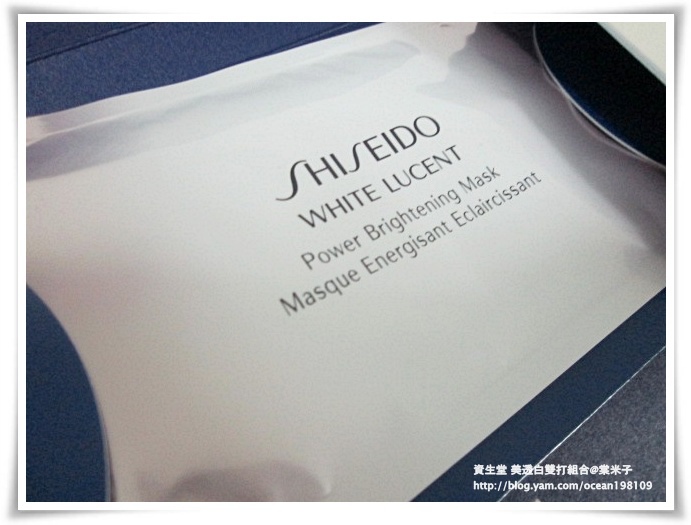 SHISEIDO
WHITE LUCENT
Power Brightening Mask
Masque Energisant Eclaircissant
資生堂 美透白雙打組合@棠米子
http://blog.yam.com/ocean198109